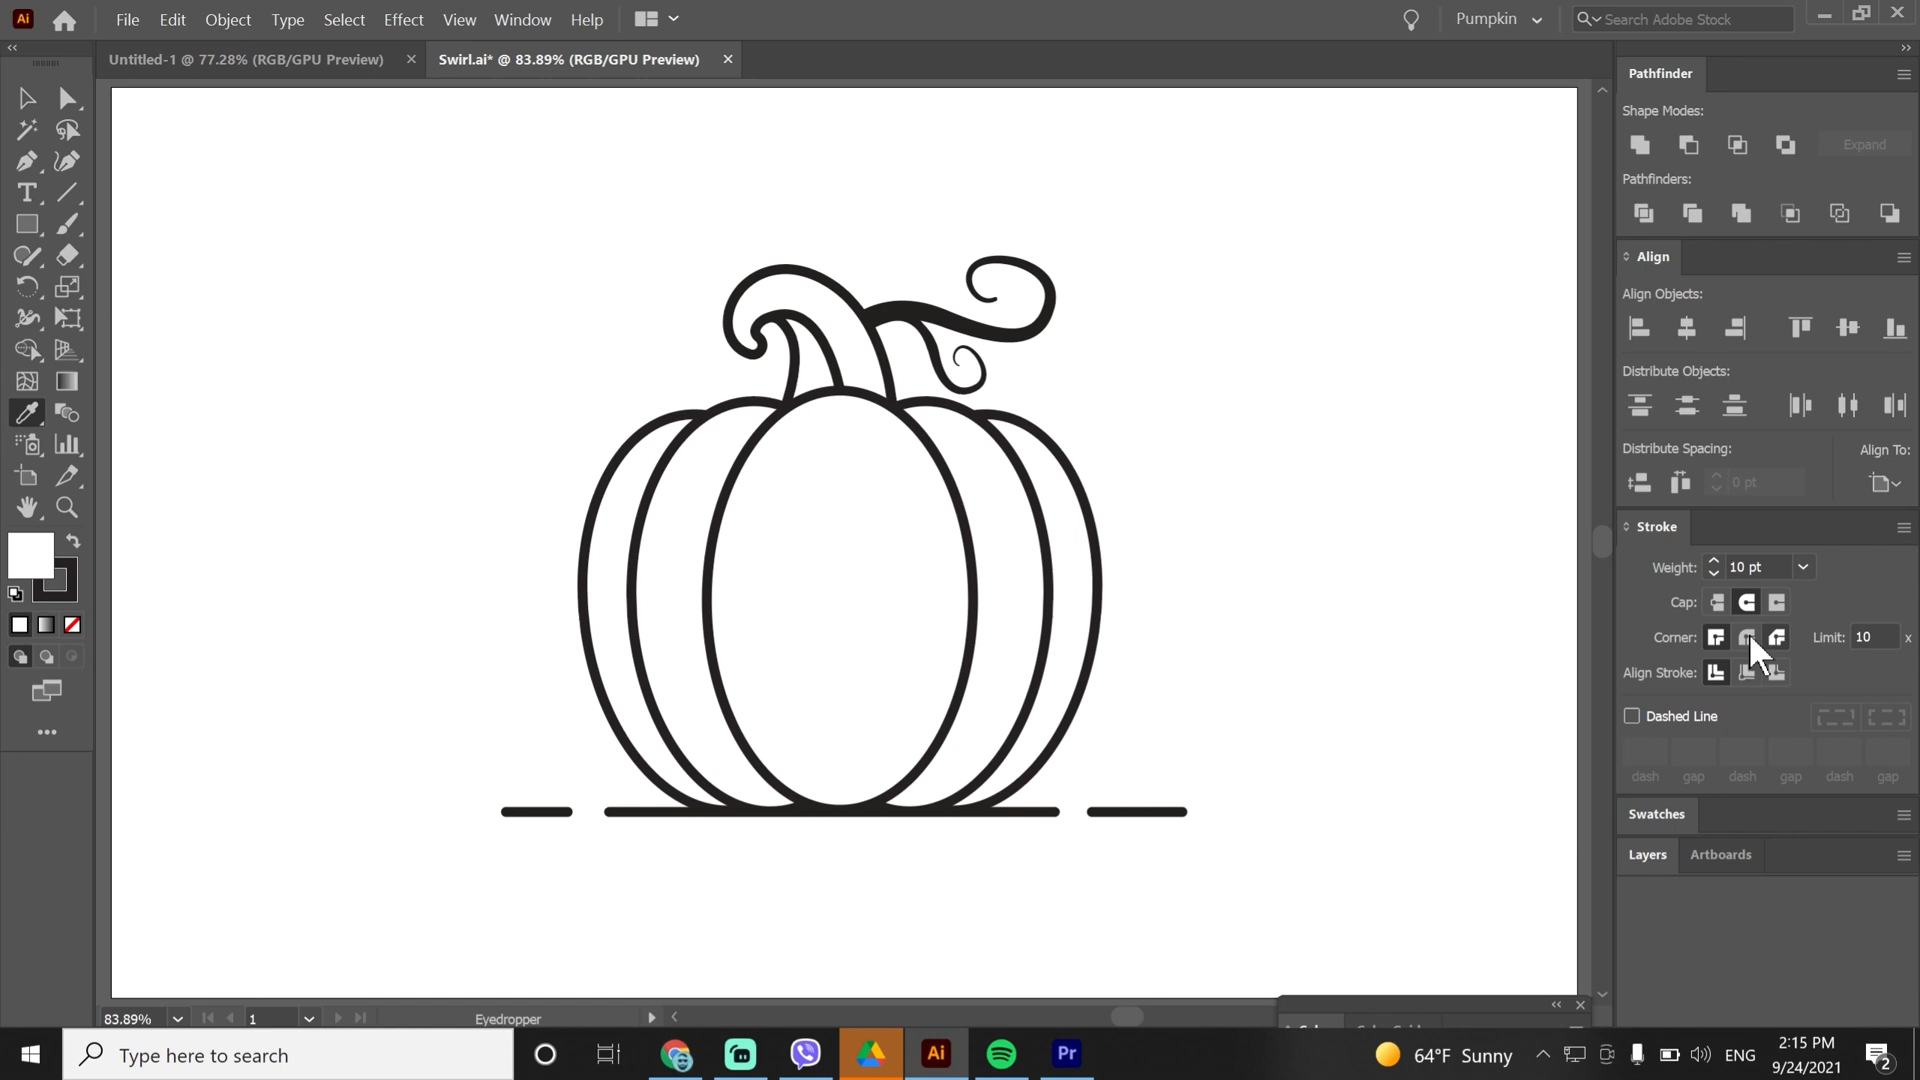 Ai File Edit Object Type Select Effect View Window Help Pumpkin Search Adobe Stock
Untitled-1 @ 77.28% (RGB/GPU Preview) Swirl.ai* @ 83.89% (RGB/GPU Preview)
Pathfinder
Shape Modes:
Expand
Pathfinders:
Align
Align Objects:
Distribute Objects:
Distribute Spacing: Align To:
0 pt
Stroke
Weight: 10 pt
Cap:
Corner: Limit: 10 x
Align Stroke:
Dashed Line
dash gap dash gap dash gap
Swatches
Layers Artboards
83.89% 1 Eyedropper
Type here to search
Ai Pr
64°F Sunny ENG
2:15 PM
9/24/2021
2